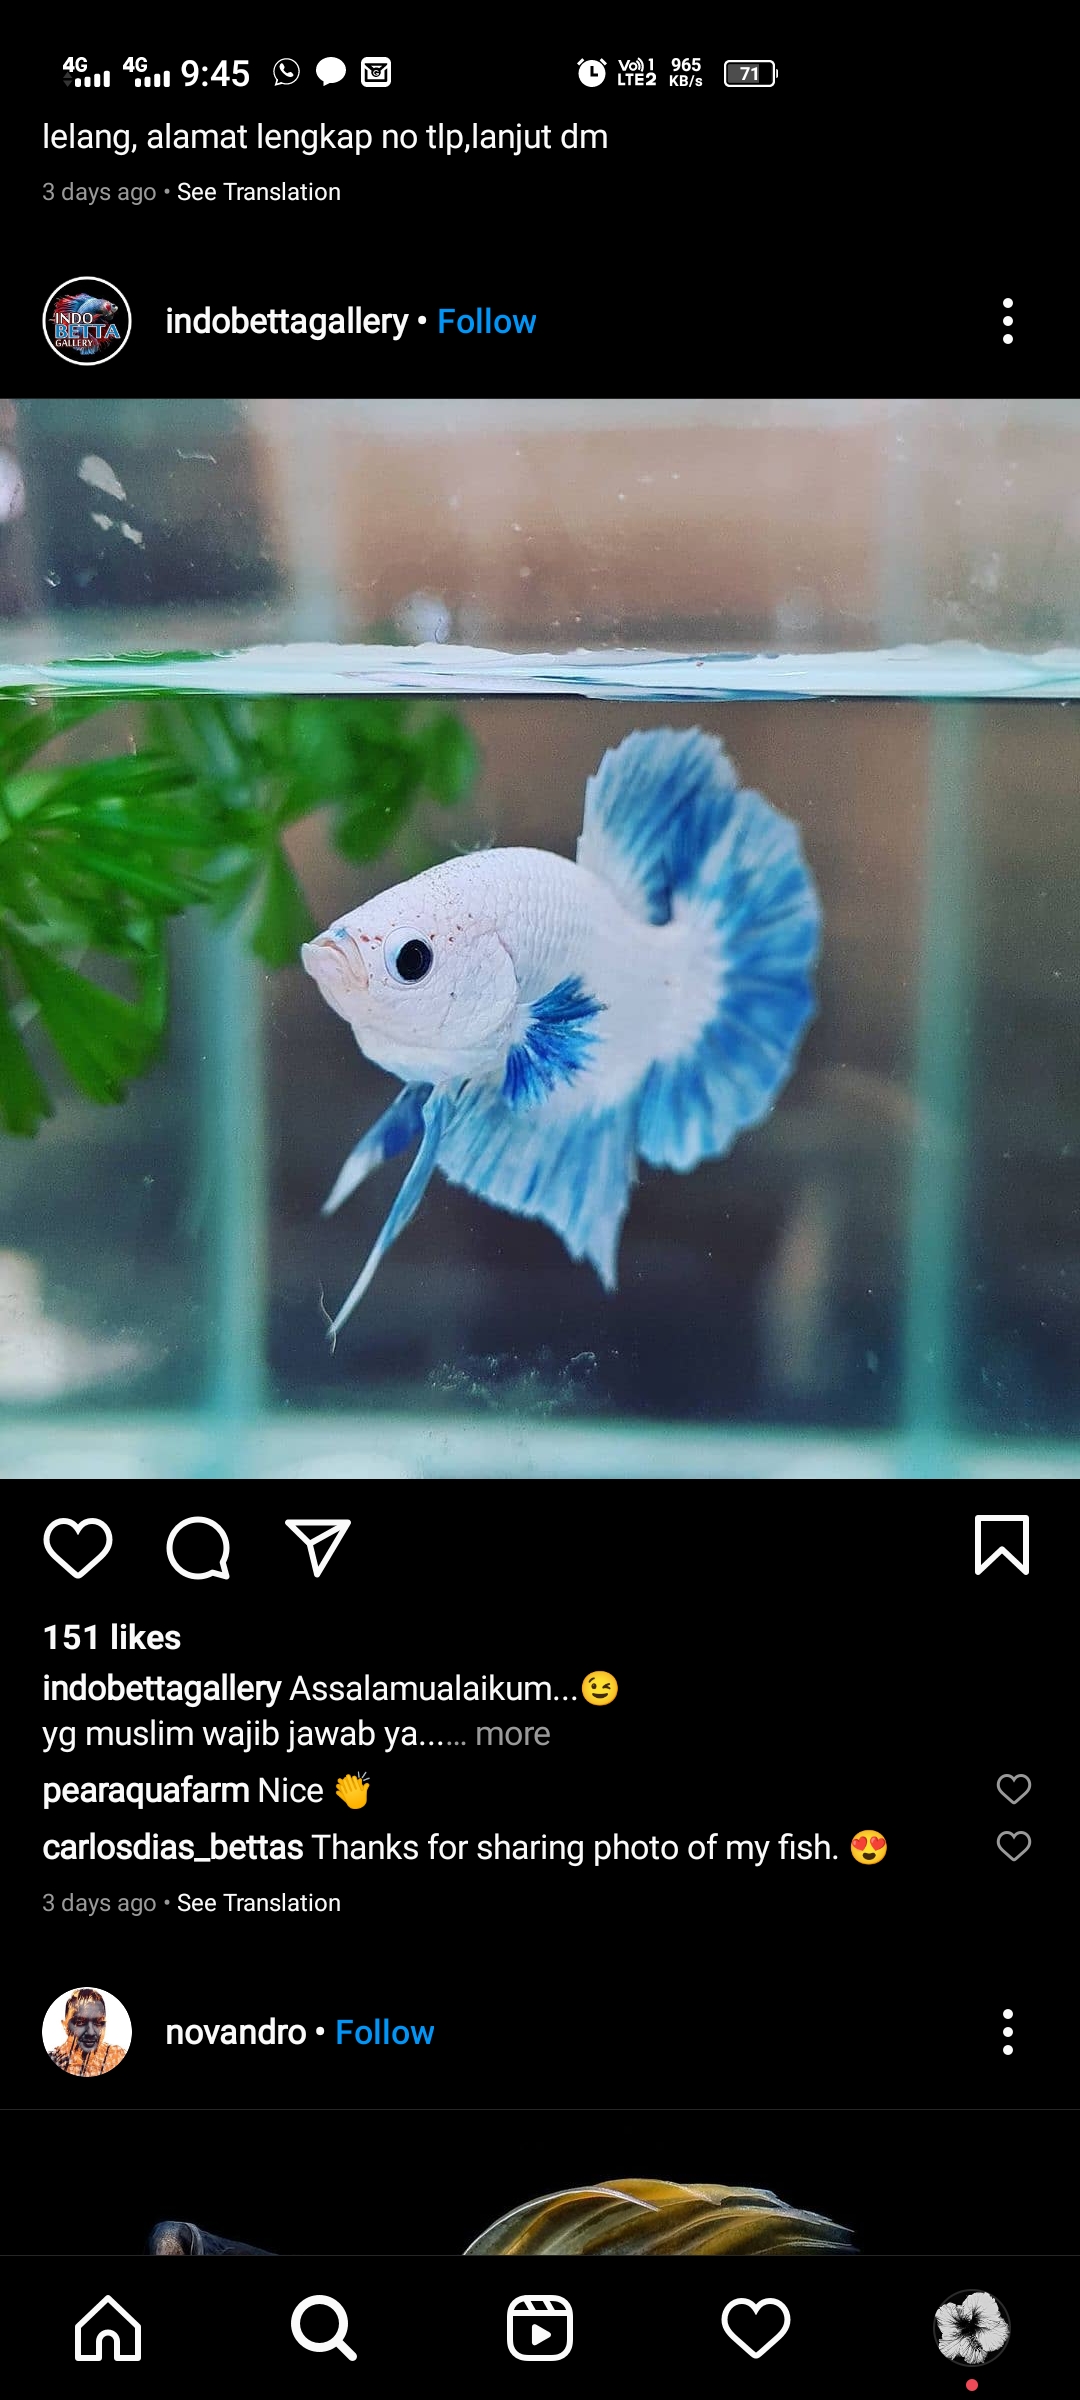 4G 4G 9:45 Vo) 1 LTE2 965 KB/s 71
lelang, alamat lengkap no tlp,lanjut dm
3 days ago • See Translation
INDO
BETTA
GALLERY
indobettagallery • Follow
151 likes
indobettagallery Assalamualaikum...😉
yg muslim wajib jawab ya...... more
pearaquafarm Nice 👏
carlosdias_bettas Thanks for sharing photo of my fish. 😍
3 days ago • See Translation
novandro • Follow